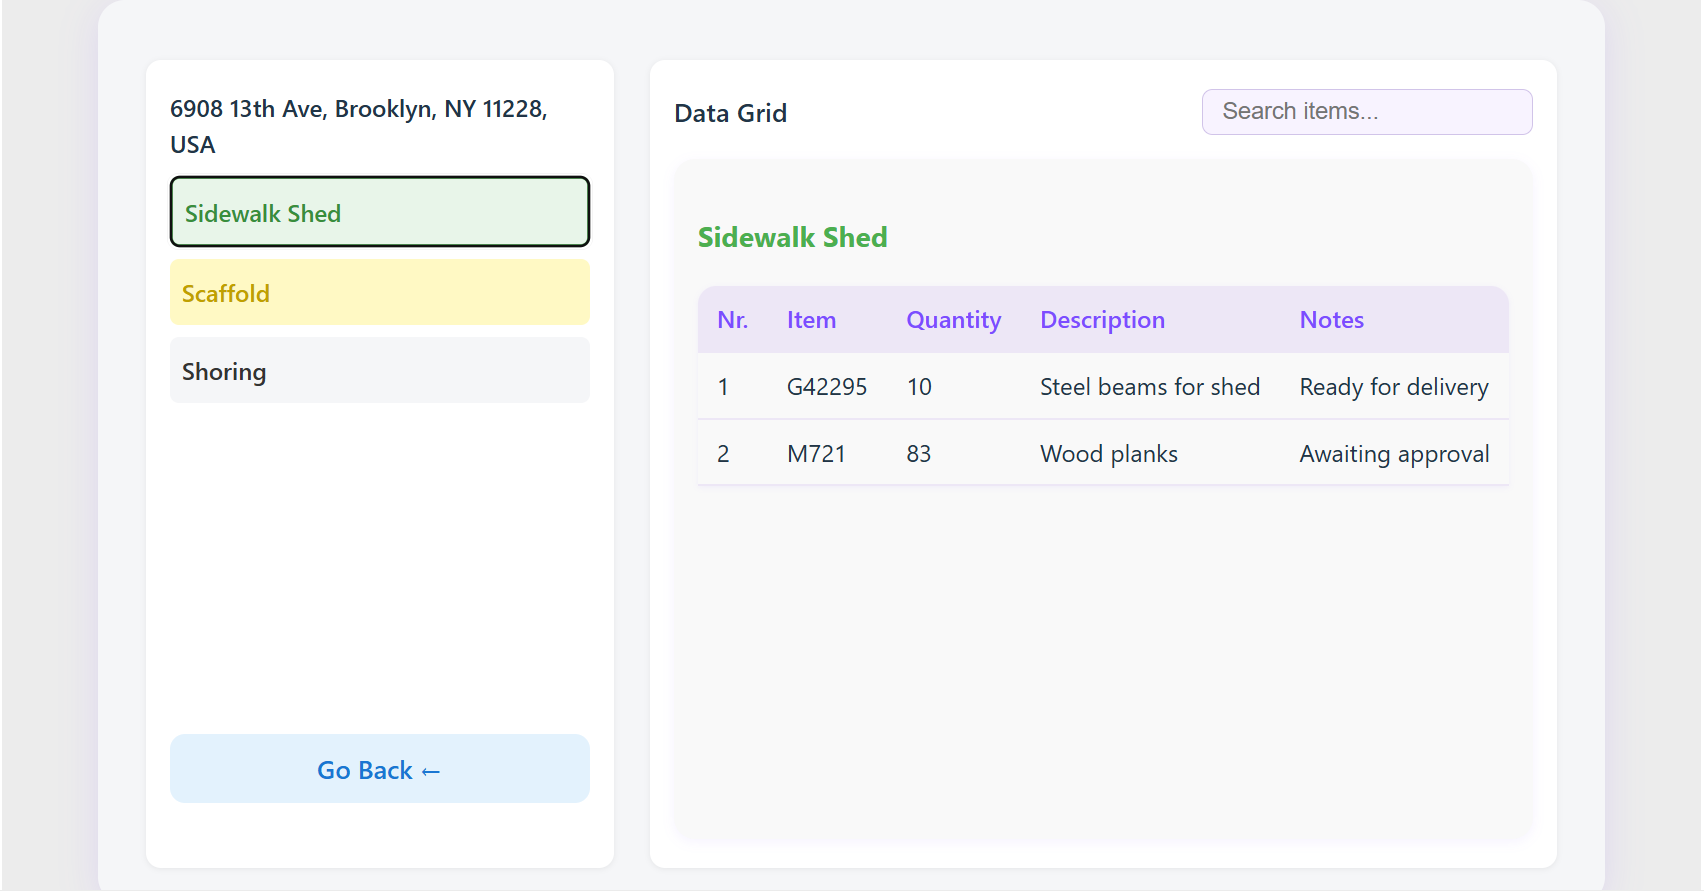 6908 13th Ave, Brooklyn, NY 11228,
USA
Sidewalk Shed
Scaffold
Shoring
Go Back ←
Data Grid
Search items...
Sidewalk Shed
Nr. Item Quantity Description Notes
1 G42295 10 Steel beams for shed Ready for delivery
2 M721 83 Wood planks Awaiting approval